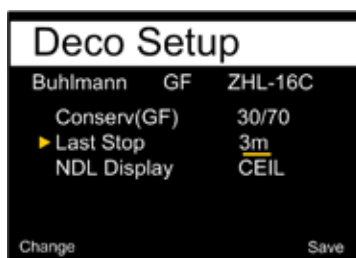 Deco Setup
Buhlmann GF ZHL-16C
Conserv(GF) 30/70
Last Stop 3m
NDL Display CEIL
Change Save